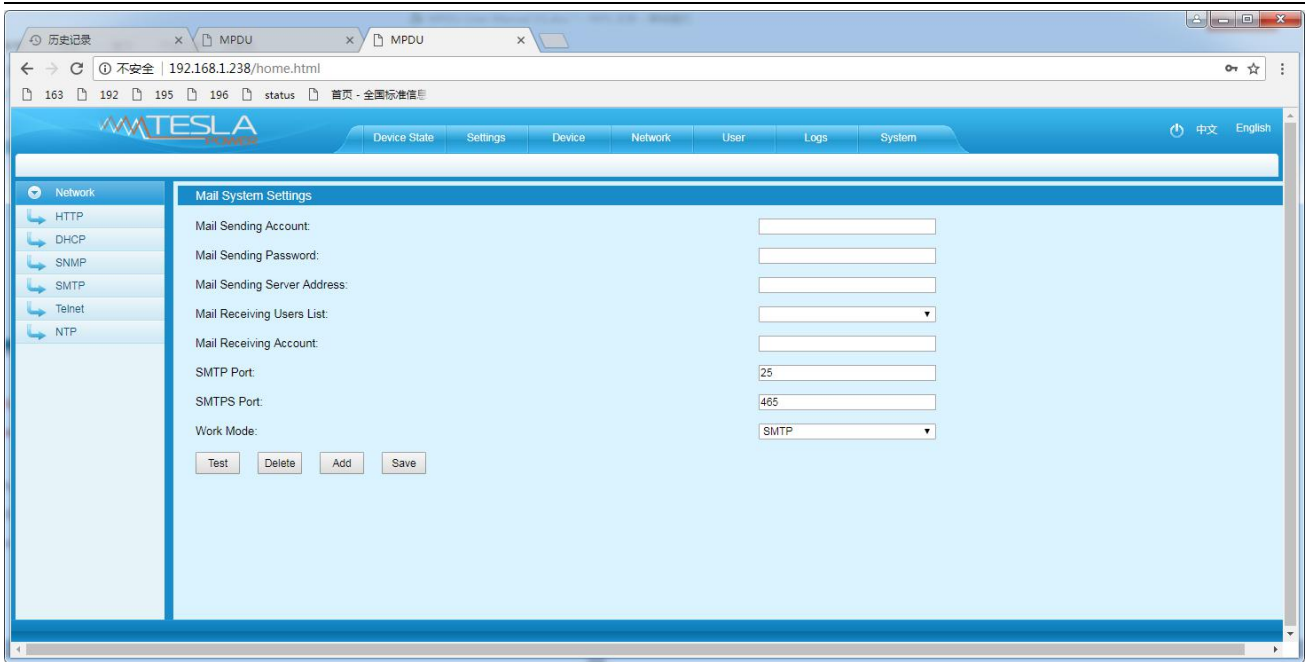 历史记录 MPDU MPDU
不安全 192.168.1.238/home.html
163 192 195 196 status 首页 - 全国标准信息
TESLA
POWER
Device State Settings Device Network User Logs System
中文 English
Network
HTTP
DHCP
SNMP
SMTP
Telnet
NTP
Mail System Settings
Mail Sending Account:
Mail Sending Password:
Mail Sending Server Address:
Mail Receiving Users List:
Mail Receiving Account:
SMTP Port: 25
SMTPS Port: 465
Work Mode: SMTP
Test Delete Add Save